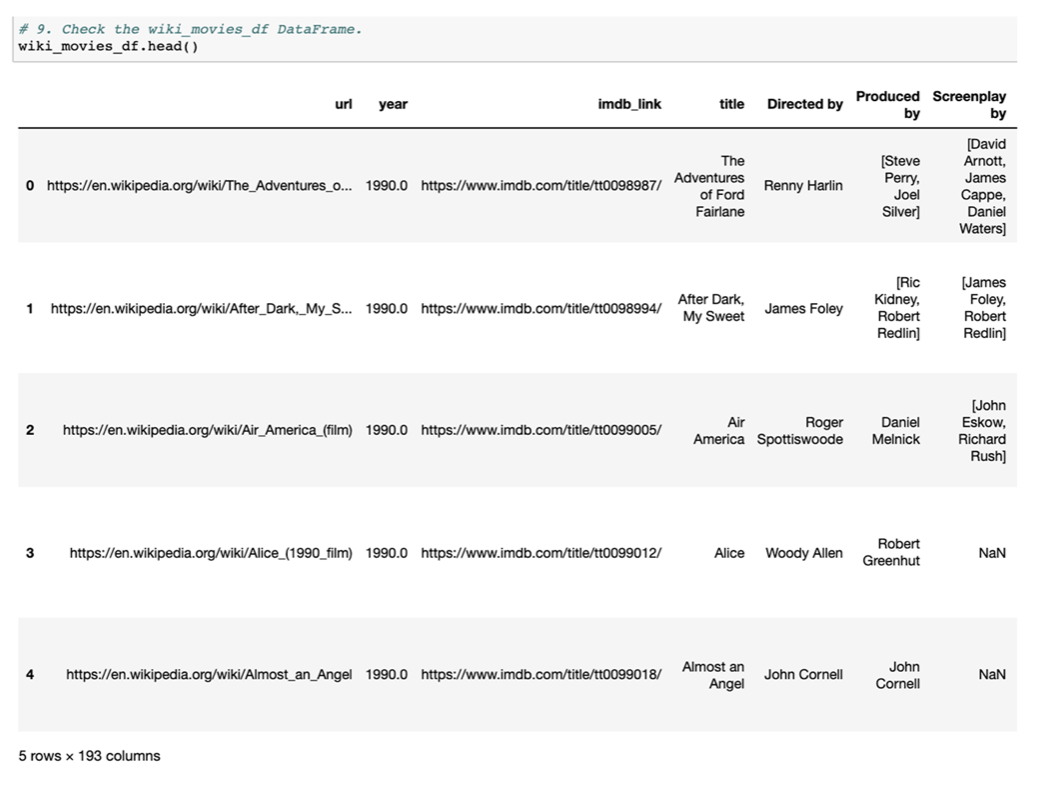 # 9. Check the wiki_movies_df DataFrame.
wiki_movies_df.head()
url year imdb_link title Directed by Produced by Screenplay by
0 https://en.wikipedia.org/wiki/The_Adventures_o... 1990.0 https://www.imdb.com/title/tt0098987/ The Adventures of Ford Fairlane Renny Harlin [Steve Perry, Joel Silver] [David Arnott, James Cappe, Daniel Waters]
1 https://en.wikipedia.org/wiki/After_Dark,_My_S... 1990.0 https://www.imdb.com/title/tt0098994/ After Dark, My Sweet James Foley [Ric Kidney, Robert Redlin] [James Foley, Robert Redlin]
2 https://en.wikipedia.org/wiki/Air_America_(film) 1990.0 https://www.imdb.com/title/tt0099005/ Air America Roger Spottiswoode Daniel Melnick [John Eskow, Richard Rush]
3 https://en.wikipedia.org/wiki/Alice_(1990_film) 1990.0 https://www.imdb.com/title/tt0099012/ Alice Woody Allen Robert Greenhut NaN
4 https://en.wikipedia.org/wiki/Almost_an_Angel 1990.0 https://www.imdb.com/title/tt0099018/ Almost an Angel John Cornell John Cornell NaN
5 rows × 193 columns